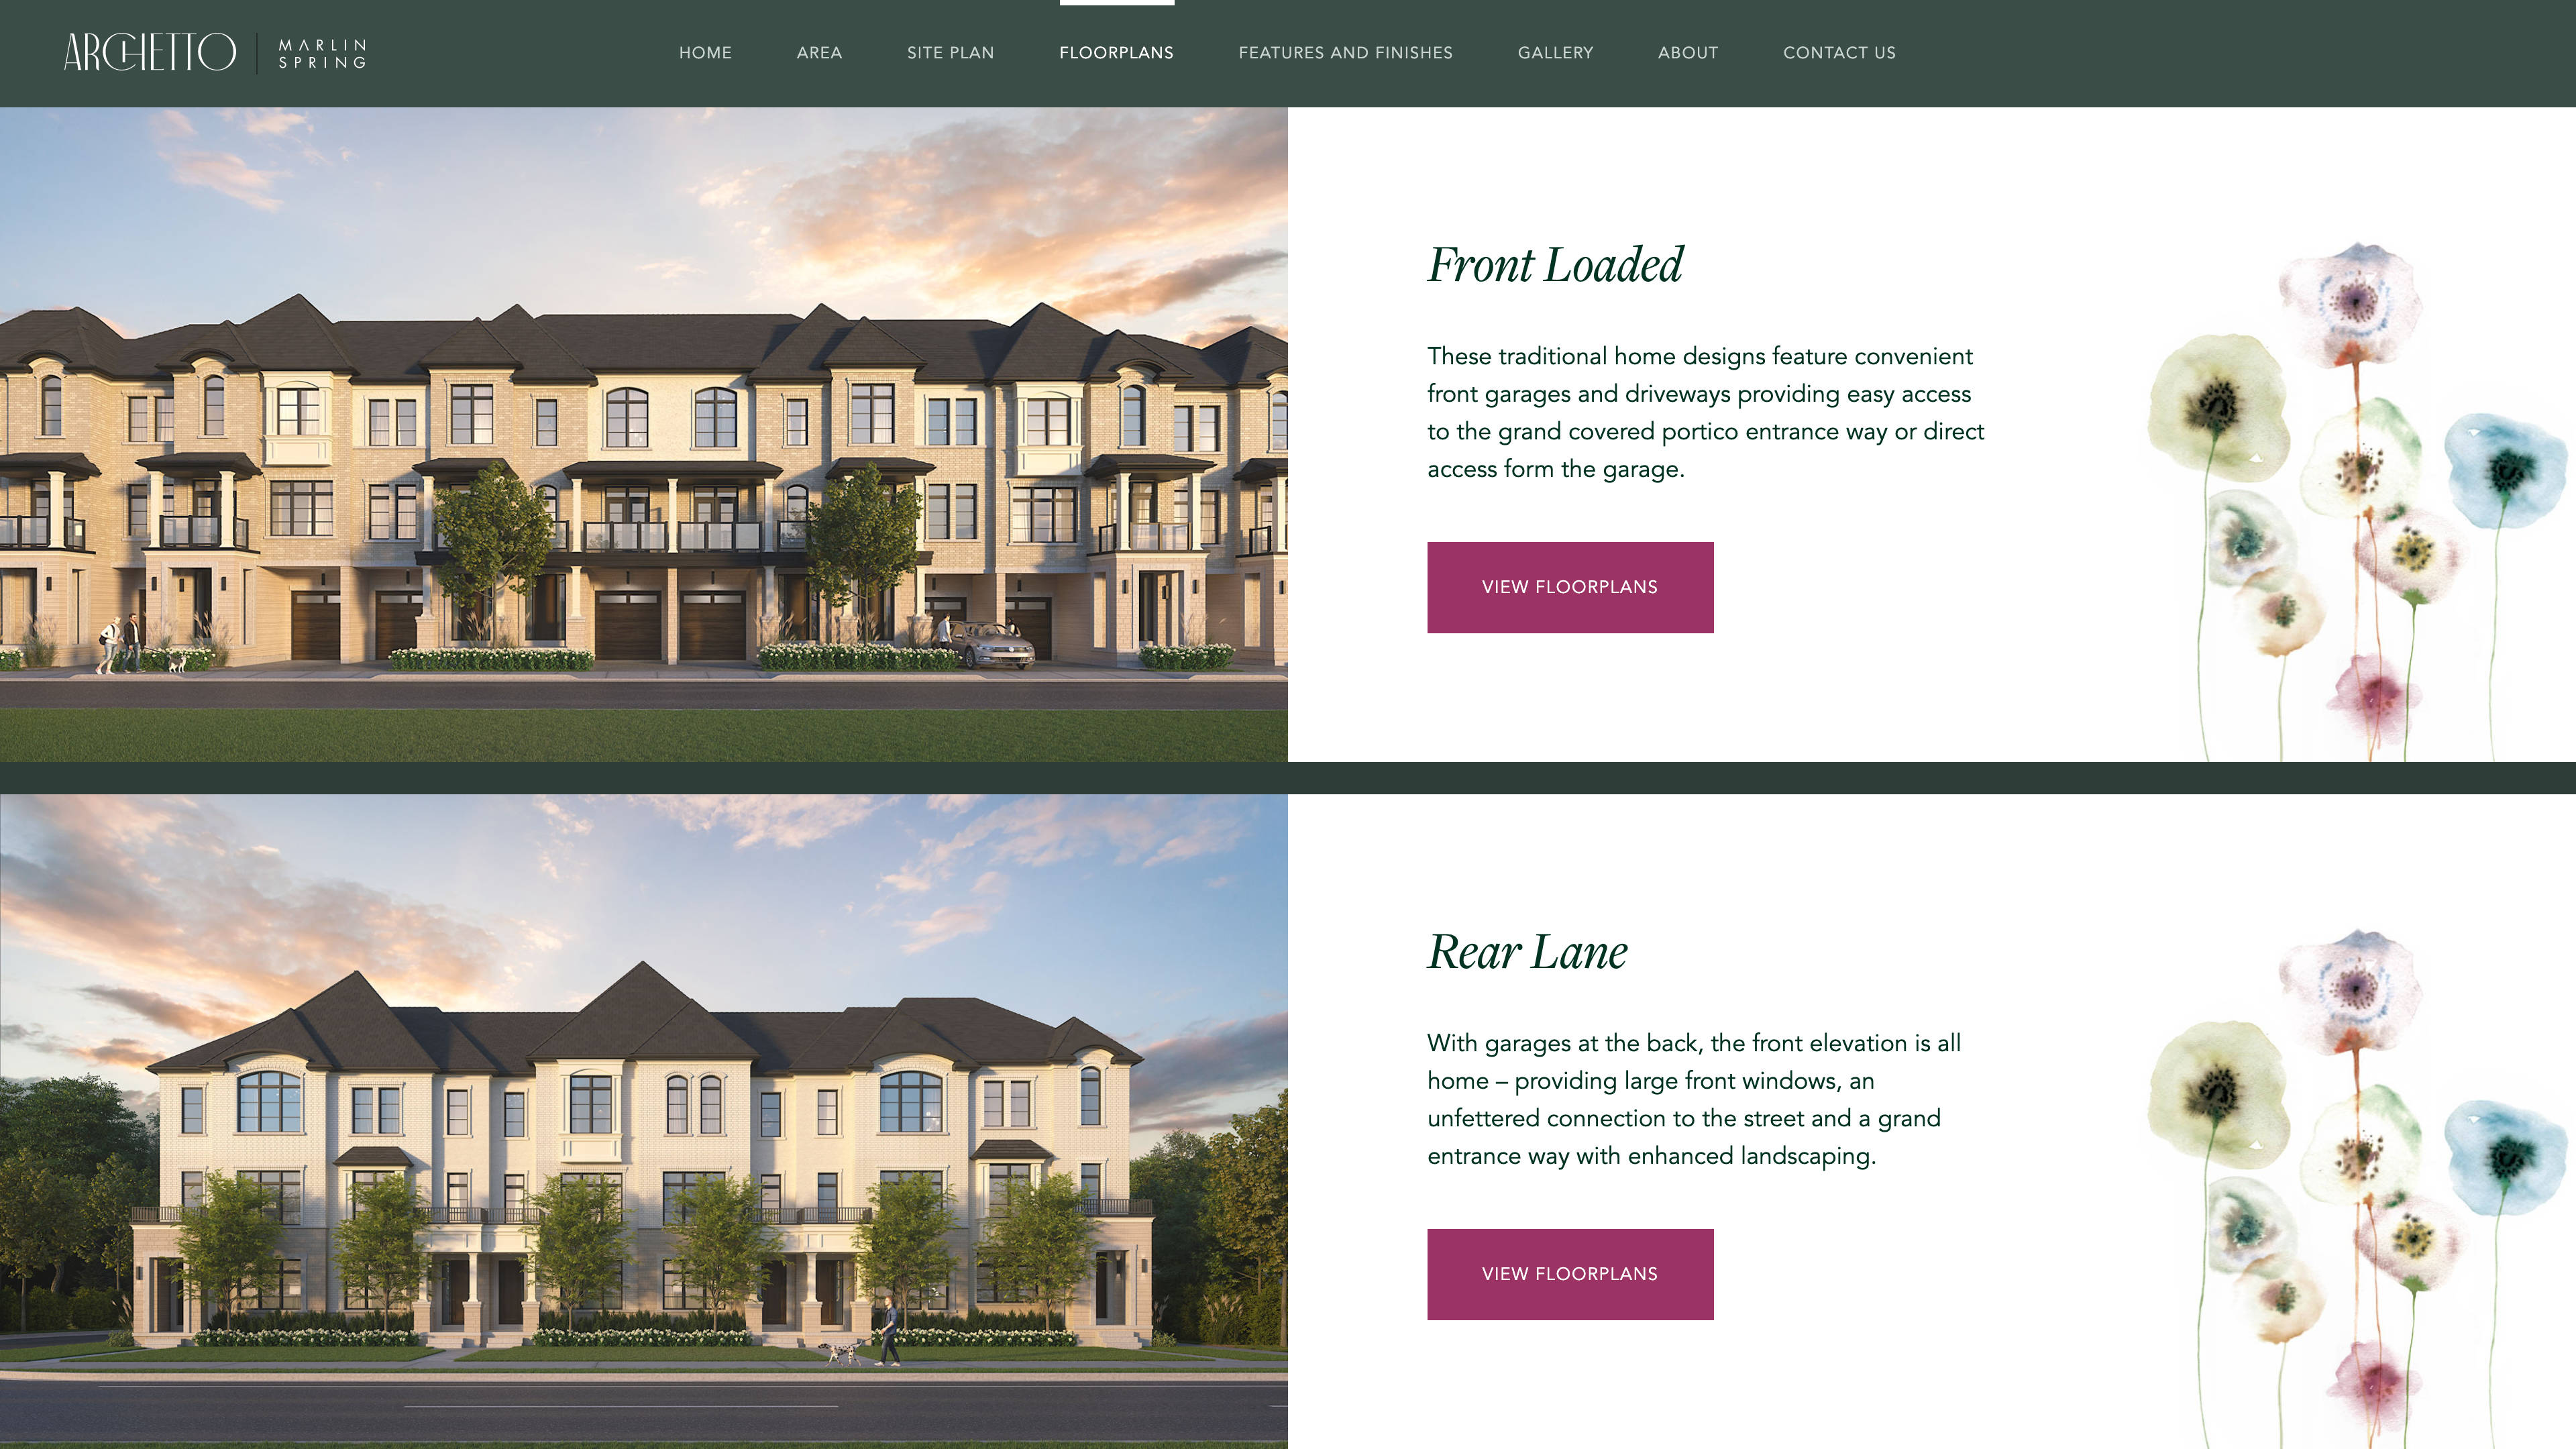 ARCHETTO
MARLIN
SPRING
HOME
AREA
SITE PLAN
FLOORPLANS
FEATURES AND FINISHES
GALLERY
ABOUT
CONTACT US
Front Loaded
These traditional home designs feature convenient
front garages and driveways providing easy access
to the grand covered portico entrance way or direct
access form the garage.
VIEW FLOORPLANS
Rear Lane
With garages at the back, the front elevation is all
home – providing large front windows, an
unfettered connection to the street and a grand
entrance way with enhanced landscaping.
VIEW FLOORPLANS